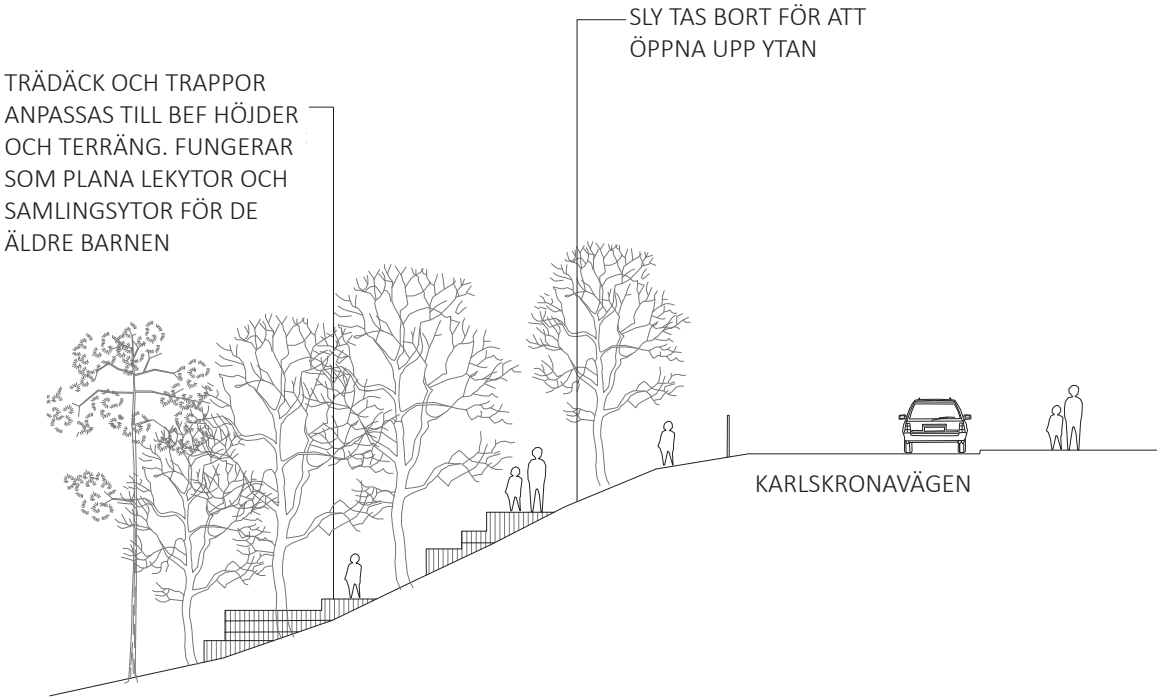 SLY TAS BORT FÖR ATT
ÖPPNA UPP YTAN
TRÄDÄCK OCH TRAPPOR
ANPASSAS TILL BEF HÖJDER
OCH TERRÄNG. FUNGERAR
SOM PLANA LEKYTOR OCH
SAMLINGSYTOR FÖR DE
ÄLDRE BARNEN
KARLSKRONAVÄGEN